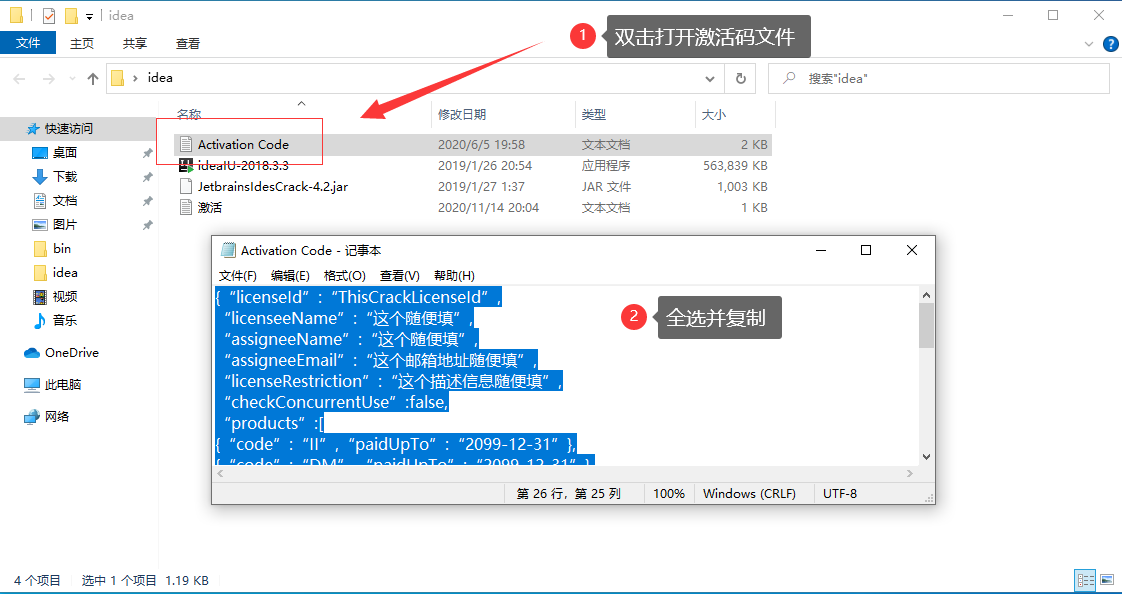 idea
文件 主页 共享 查看
idea
搜索"idea"
1
双击打开激活码文件
名称 修改日期 类型 大小
Activation Code 2020/6/5 19:58 文本文档 2 KB
ideaIU-2018.3.3 2019/1/26 20:54 应用程序 563,839 KB
JetbrainsIdesCrack-4.2.jar 2019/1/27 1:37 JAR 文件 1,003 KB
激活 2020/11/14 20:04 文本文档 1 KB
快速访问
桌面
下载
文档
图片
bin
idea
视频
音乐
OneDrive
此电脑
网络
Activation Code - 记事本
文件(F) 编辑(E) 格式(O) 查看(V) 帮助(H)
{ “licenseId” : “ThisCrackLicenseId” ,
“licenseeName” : “这个随便填” ,
“assigneeName” : “这个随便填” ,
“assigneeEmail” : “这个邮箱地址随便填” ,
“licenseRestriction” : “这个描述信息随便填” ,
“checkConcurrentUse” :false,
“products” :[
{ “code” : “II” , “paidUpTo” : “2099-12-31” },
{ “code” : “DM” , “paidUpTo” : “2099-12-31” },
2
全选并复制
第 26 行，第 25 列 100% Windows (CRLF) UTF-8
4 个项目 选中 1 个项目 1.19 KB